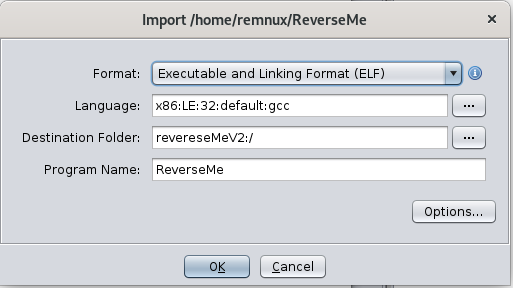 Import /home/remnux/ReverseMe ×
Format: Executable and Linking Format (ELF) i
Language: x86:LE:32:default:gcc ...
Destination Folder: revereseMeV2:/ ...
Program Name: ReverseMe
Options...
OK Cancel